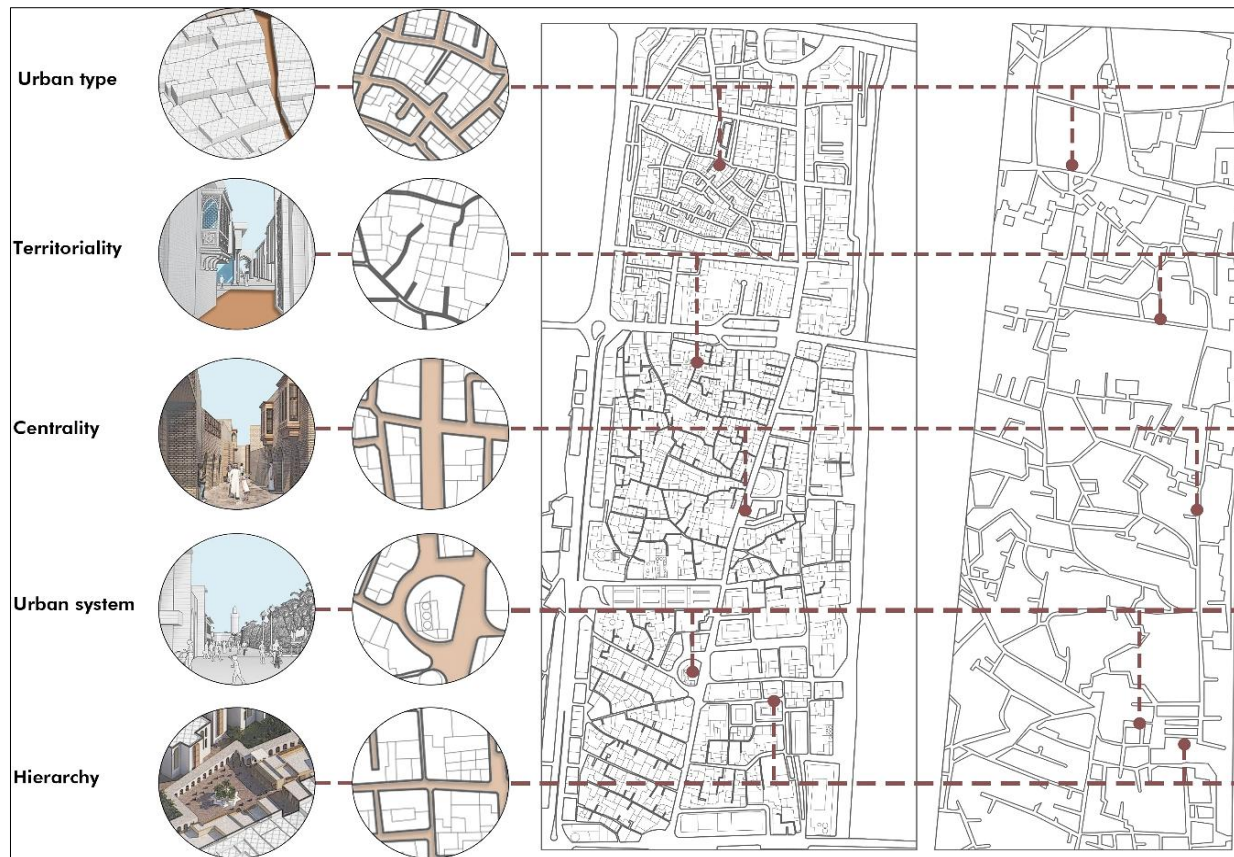 Urban type
Territoriality
Centrality
Urban system
Hierarchy